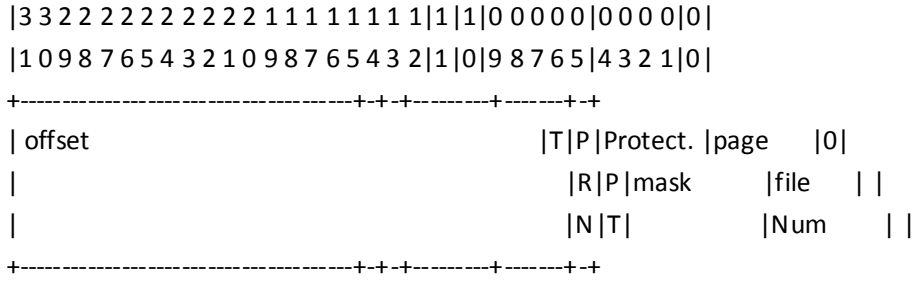 |3 3 2 2 2 2 2 2 2 2 2 2 1 1 1 1 1 1 1 1|1|1|0 0 0 0 0|0 0 0 0|0|
|1 0 9 8 7 6 5 4 3 2 1 0 9 8 7 6 5 4 3 2|1|0|9 8 7 6 5|4 3 2 1|0|
+---------------------------------------+-+-+---------+-------+-+
| offset |T|P|Protect. |page |0|
| |R|P|mask |file | |
| |N|T| |Num | |
+---------------------------------------+-+-+---------+-------+-+